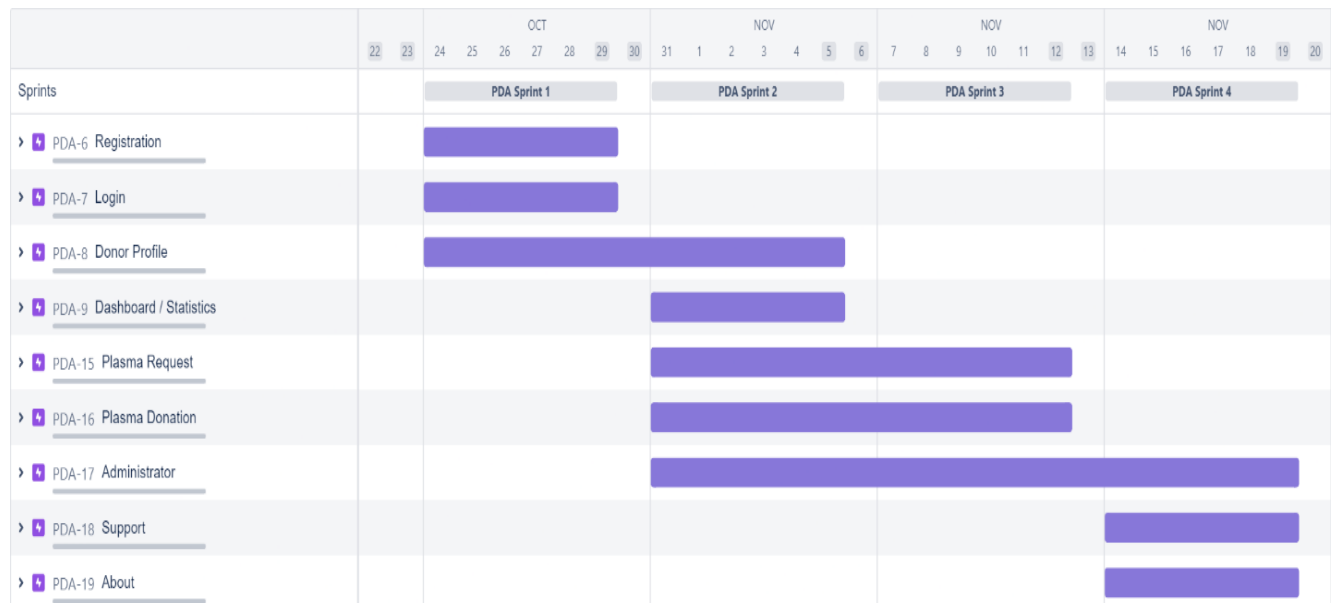 OCT NOV NOV NOV
22 23 24 25 26 27 28 29 30 31 1 2 3 4 5 6 7 8 9 10 11 12 13 14 15 16 17 18 19 20
Sprints PDA Sprint 1 PDA Sprint 2 PDA Sprint 3 PDA Sprint 4
PDA-6 Registration
PDA-7 Login
PDA-8 Donor Profile
PDA-9 Dashboard / Statistics
PDA-15 Plasma Request
PDA-16 Plasma Donation
PDA-17 Administrator
PDA-18 Support
PDA-19 About